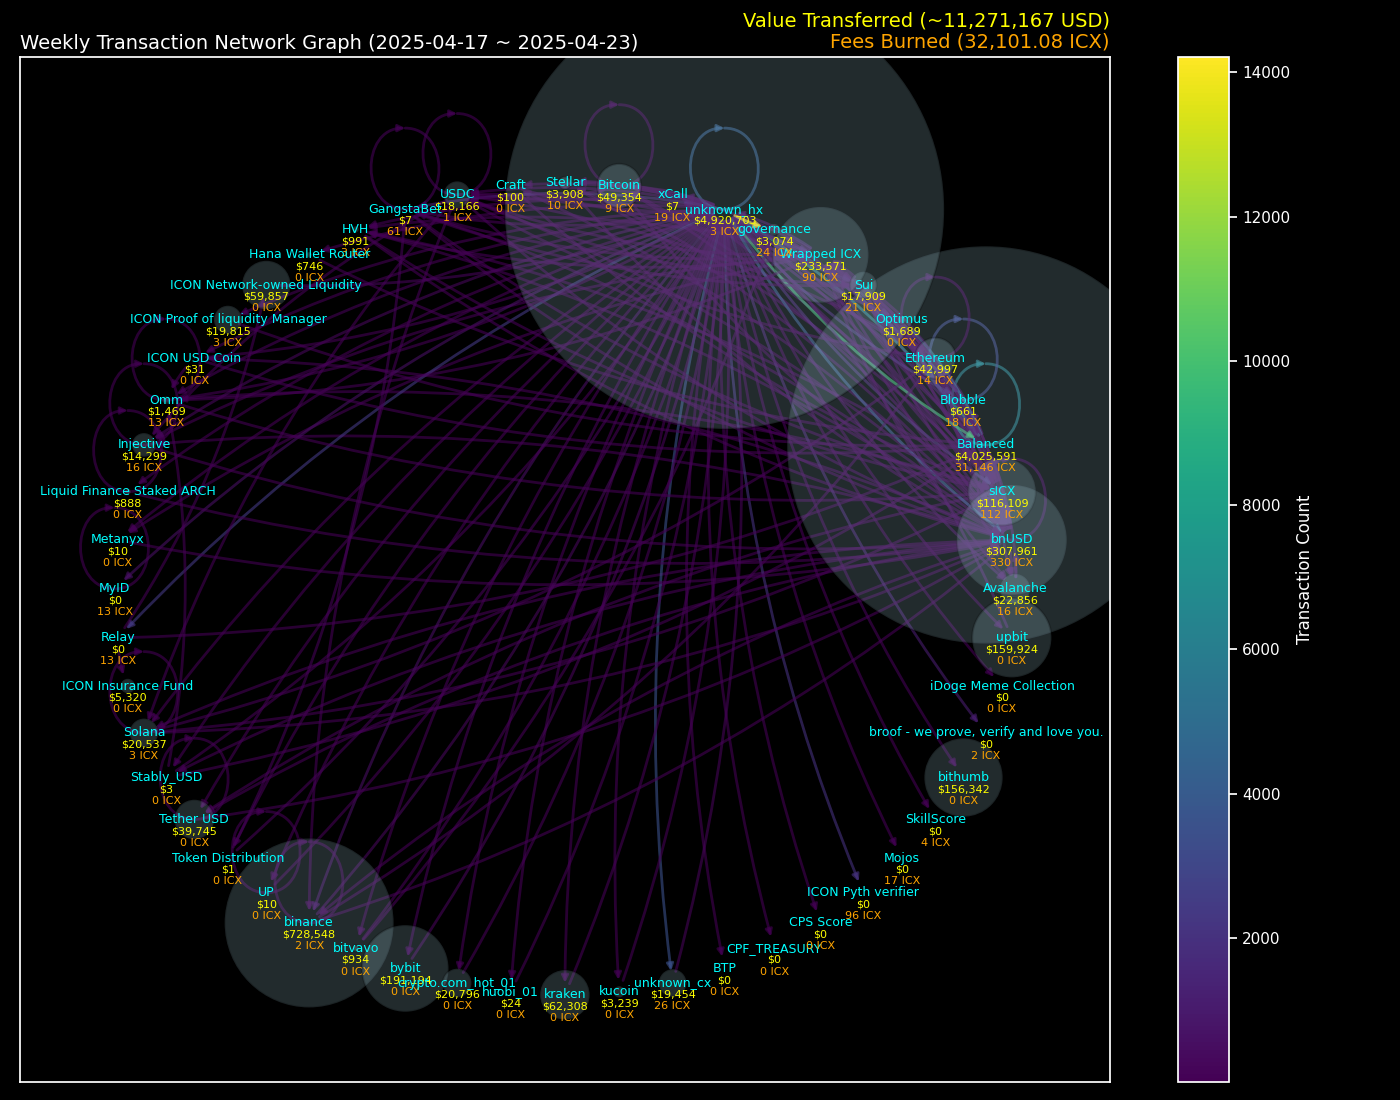 Value Transferred (~11,271,167 USD)
Weekly Transaction Network Graph (2025-04-17 ~ 2025-04-23)
Fees Burned (32,101.08 ICX)
Craft
$100
0 ICX
Stellar
$3,908
10 ICX
Bitcoin
$49,354
9 ICX
xCall
$7
19 ICX
unknown_hx
$4,920,703
3 ICX
USDC
$18,166
1 ICX
GangstaBet
$7
61 ICX
governance
$3,074
24 ICX
HVH
$991
Wrapped ICX
$233,571
90 ICX
Hana Wallet Router
$746
0 ICX
Sui
$17,909
21 ICX
ICON Network-owned Liquidity
$59,857
0 ICX
Optimus
$1,689
0 ICX
ICON Proof of liquidity Manager
$19,815
3 ICX
Ethereum
$42,997
14 ICX
ICON USD Coin
$31
0 ICX
Blobble
$661
18 ICX
Omm
$1,469
13 ICX
Balanced
$4,025,591
31,146 ICX
Injective
$14,299
16 ICX
sICX
$116,109
112 ICX
Liquid Finance Staked ARCH
$888
0 ICX
bnUSD
$307,961
330 ICX
Metanyx
$10
0 ICX
Avalanche
$22,856
16 ICX
MyID
$0
13 ICX
upbit
$159,924
0 ICX
Relay
$0
13 ICX
iDoge Meme Collection
$0
0 ICX
ICON Insurance Fund
$5,320
0 ICX
broof - we prove, verify and love you.
$0
2 ICX
Solana
$20,537
3 ICX
bithumb
$156,342
0 ICX
Stably_USD
$3
0 ICX
SkillScore
$0
4 ICX
Tether USD
$39,745
0 ICX
Mojos
$0
17 ICX
Token Distribution
$1
0 ICX
ICON Pyth verifier
$0
96 ICX
UP
$10
0 ICX
CPS Score
$0
ICX
binance
$728,548
2 ICX
CPF_TREASURY
$0
0 ICX
bitvavo
$934
0 ICX
BTP
$0
0 ICX
bybit
$191,194
0 ICX
crypto.com_hot_01
$20,796
0 ICX
huobi_01
$24
0 ICX
kraken
$62,308
0 ICX
kucoin
$3,239
0 ICX
unknown_cx
$19,454
26 ICX
14000
12000
10000
8000
6000
4000
2000
Transaction Count